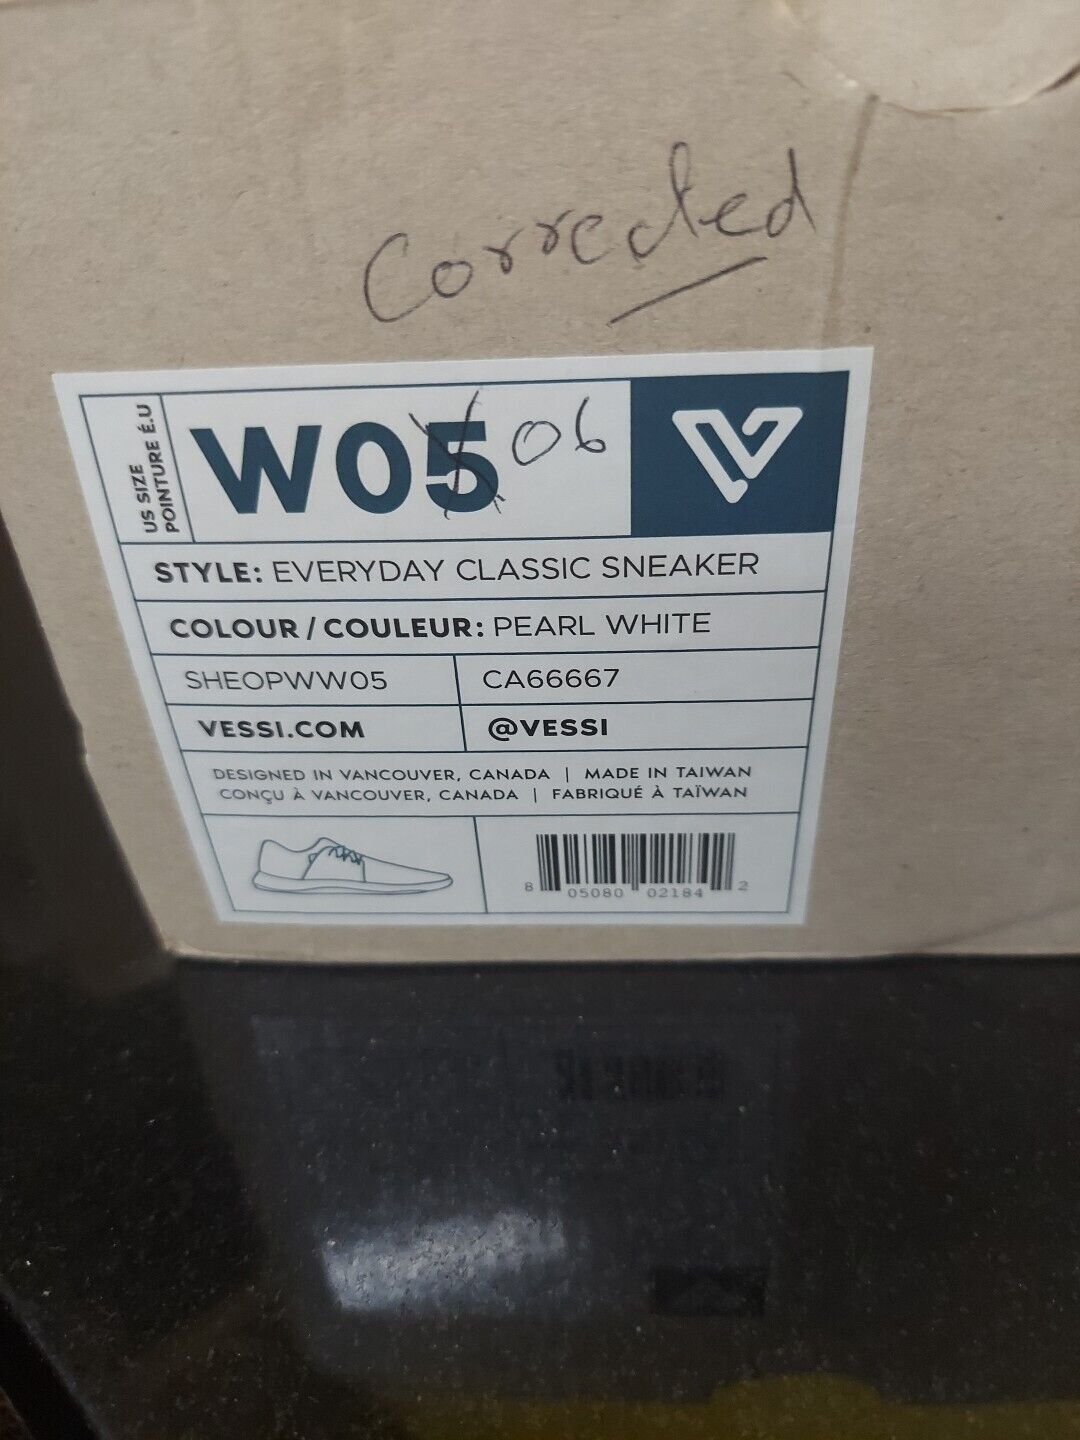 Corrected
US SIZE
POINTURE É.U
W05 06
STYLE: EVERYDAY CLASSIC SNEAKER
COLOUR / COULEUR: PEARL WHITE
SHEOPWW05 CA66667
VESSI.COM @VESSI
DESIGNED IN VANCOUVER, CANADA | MADE IN TAIWAN
CONÇU À VANCOUVER, CANADA | FABRIQUÉ À TAÏWAN
8 05080 02184 2